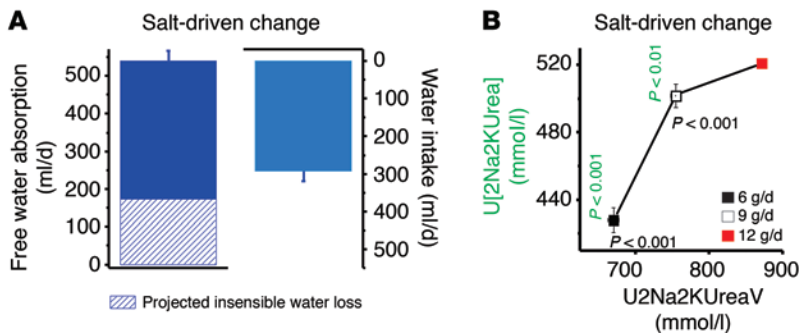 A
Salt-driven change
Free water absorption
(ml/d)
500
400
300
200
100
0
0
100
200
300
400
500
Water intake (ml/d)
Projected insensible water loss
B
Salt-driven change
U[2Na2KUrea]
(mmol/l)
520
480
440
P < 0.01
P < 0.001
P < 0.001
P < 0.001
6 g/d
9 g/d
12 g/d
700
800
900
U2Na2KUreaV
(mmol/l)